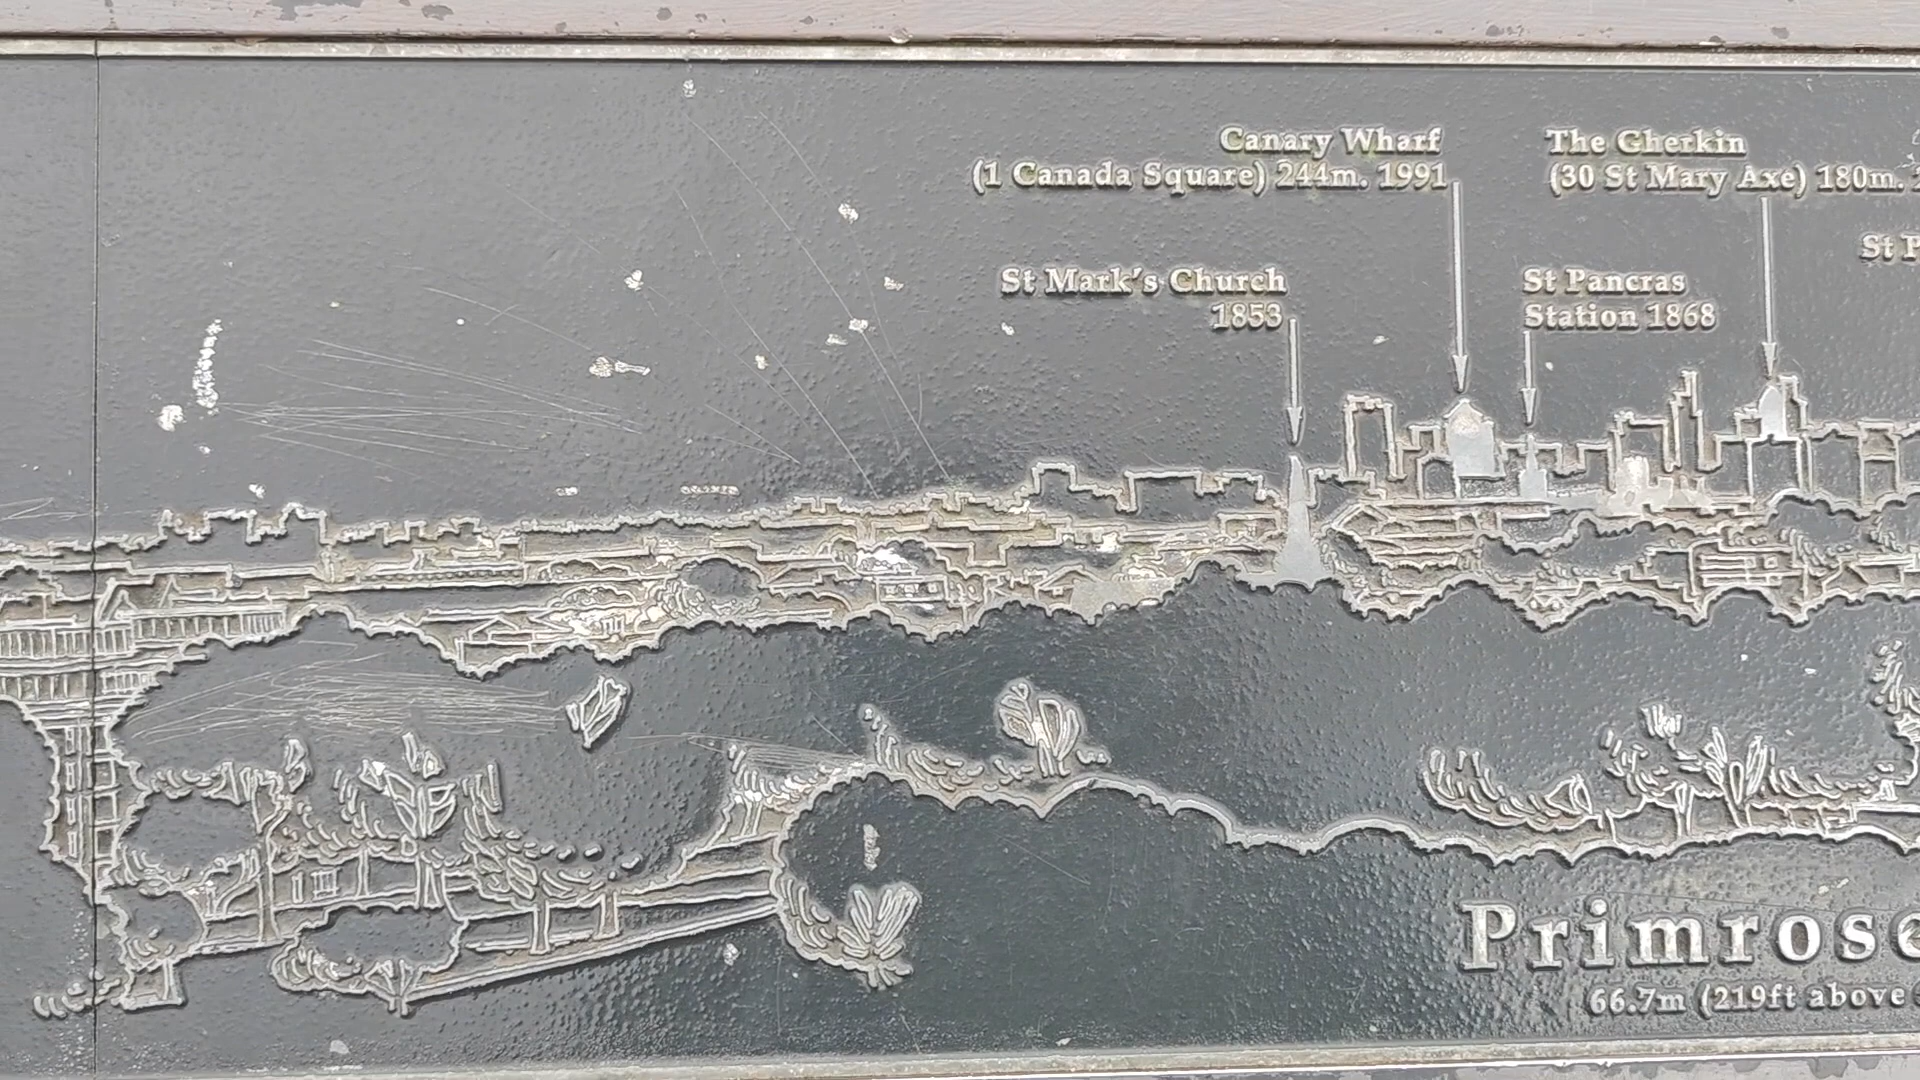 Canary Wharf
(1 Canada Square) 244m. 1991
The Gherkin
(30 St Mary Axe) 180m.
St
St Mark's Church
1853
St Pancras
Station 1868
Primrose
66.7m (219ft above